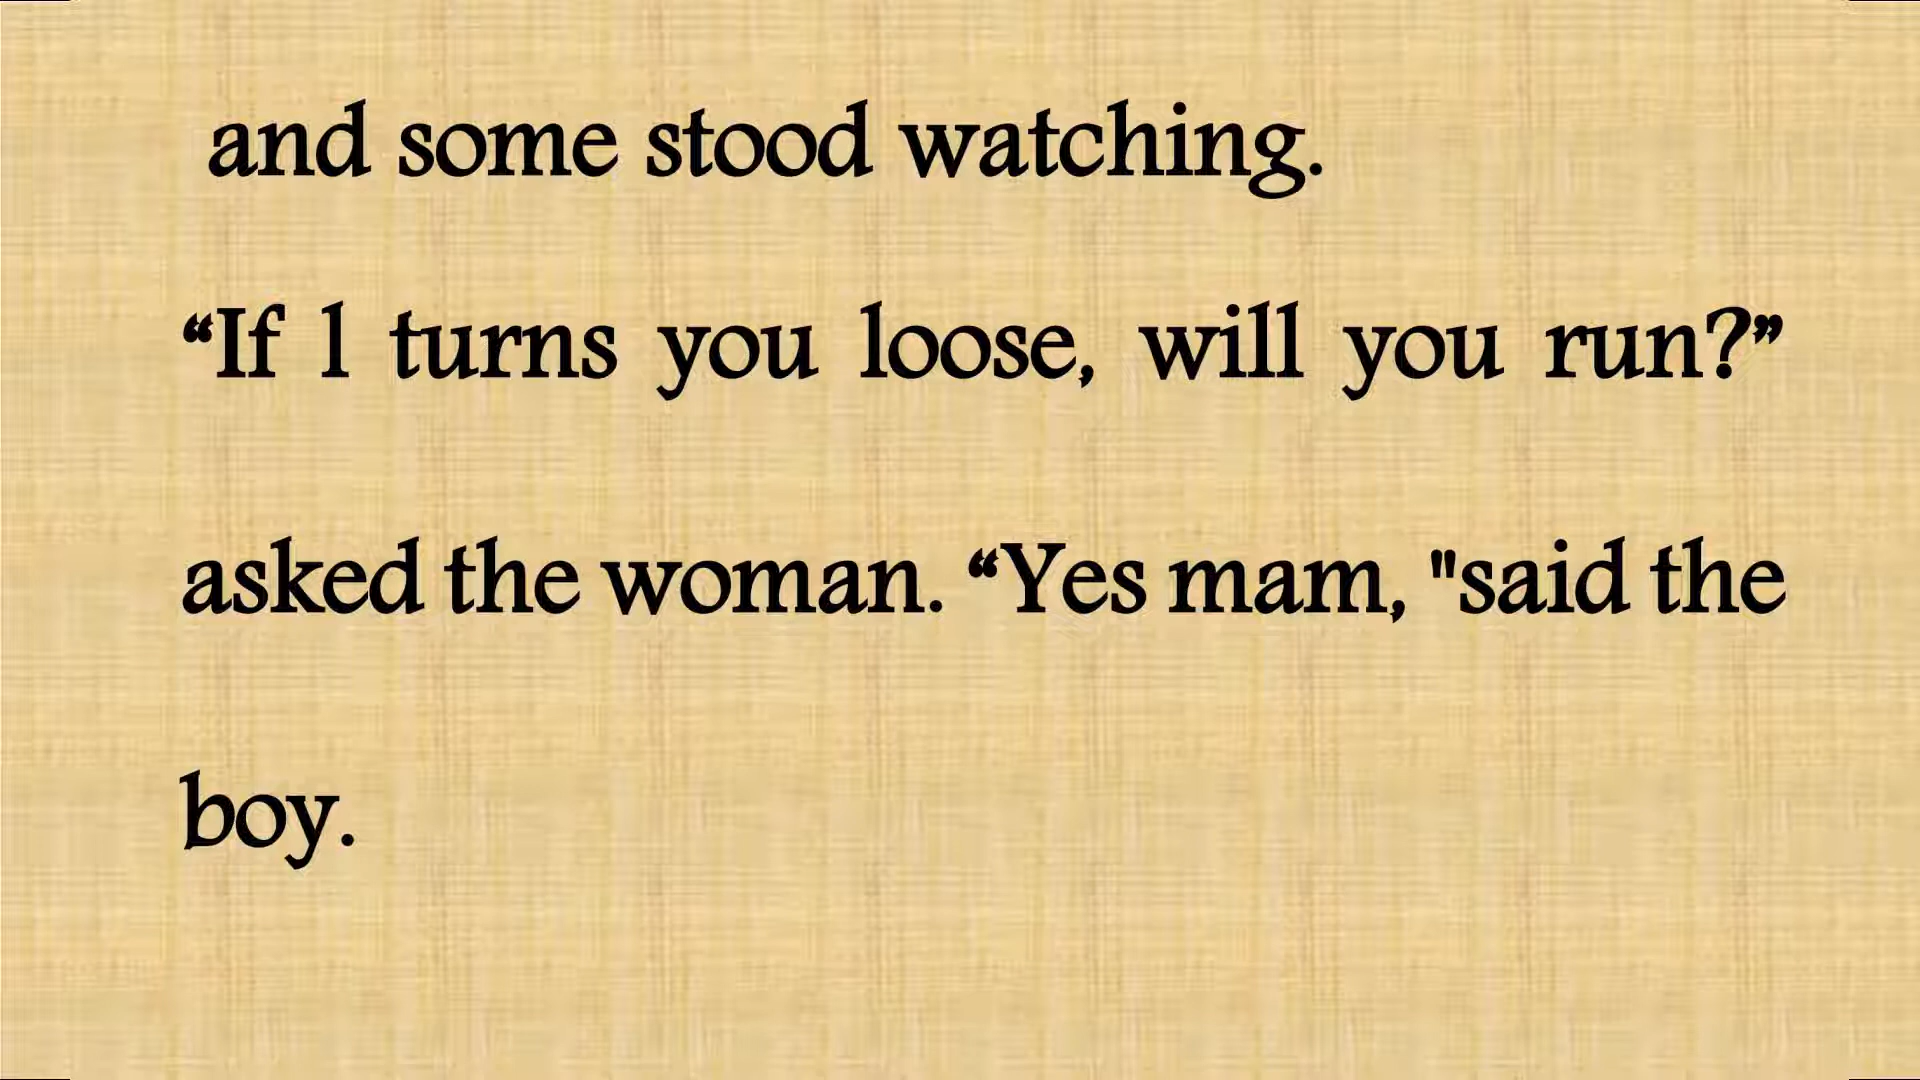 and some stood watching.
“If 1 turns you loose, will you run?”
asked the woman. “Yes mam, "said the
boy.